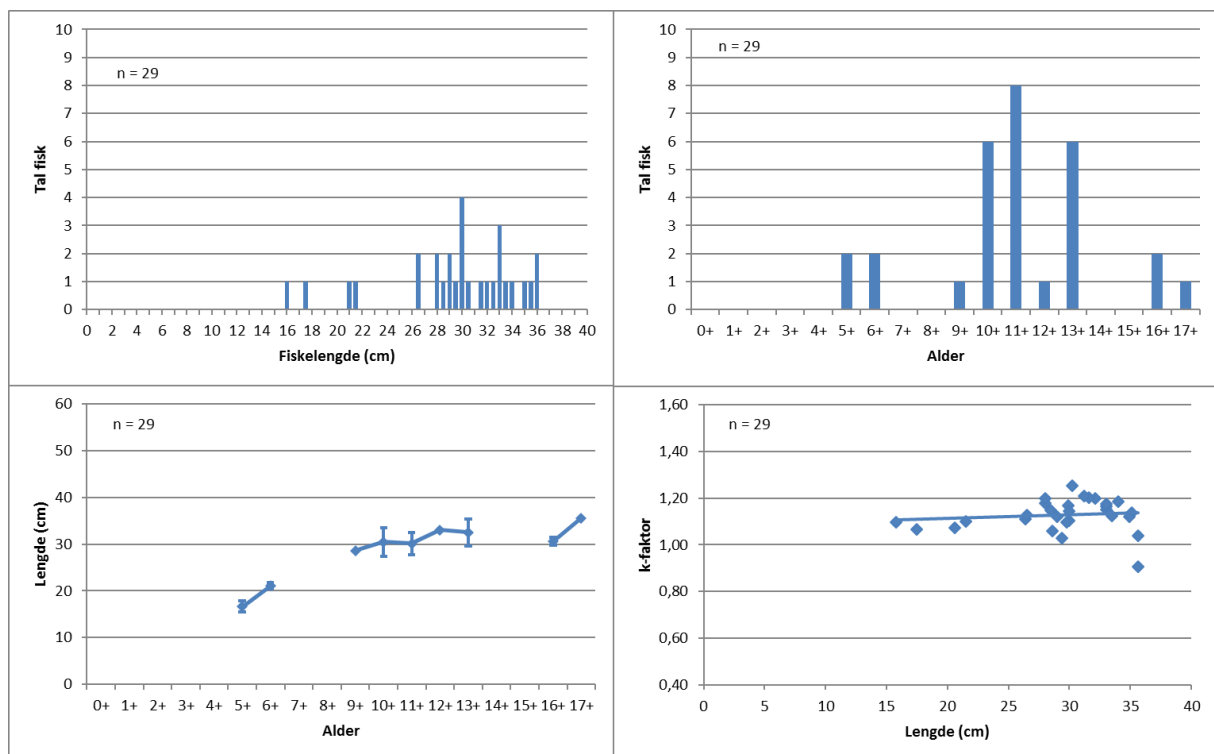 10
9
8
7
6
5
4
3
2
1
0
n = 29
Tal fisk
0 2 4 6 8 10 12 14 16 18 20 22 24 26 28 30 32 34 36 38 40
Fiskelengde (cm)
10
9
8
7
6
5
4
3
2
1
0
n = 29
Tal fisk
0+ 1+ 2+ 3+ 4+ 5+ 6+ 7+ 8+ 9+ 10+ 11+ 12+ 13+ 14+ 15+ 16+ 17+
Alder
60
50
40
30
20
10
0
n = 29
Lengde (cm)
0+ 1+ 2+ 3+ 4+ 5+ 6+ 7+ 8+ 9+ 10+ 11+ 12+ 13+ 14+ 15+ 16+ 17+
Alder
1,60
1,40
1,20
1,00
0,80
0,60
0,40
n = 29
k-faktor
0 5 10 15 20 25 30 35 40
Lengde (cm)